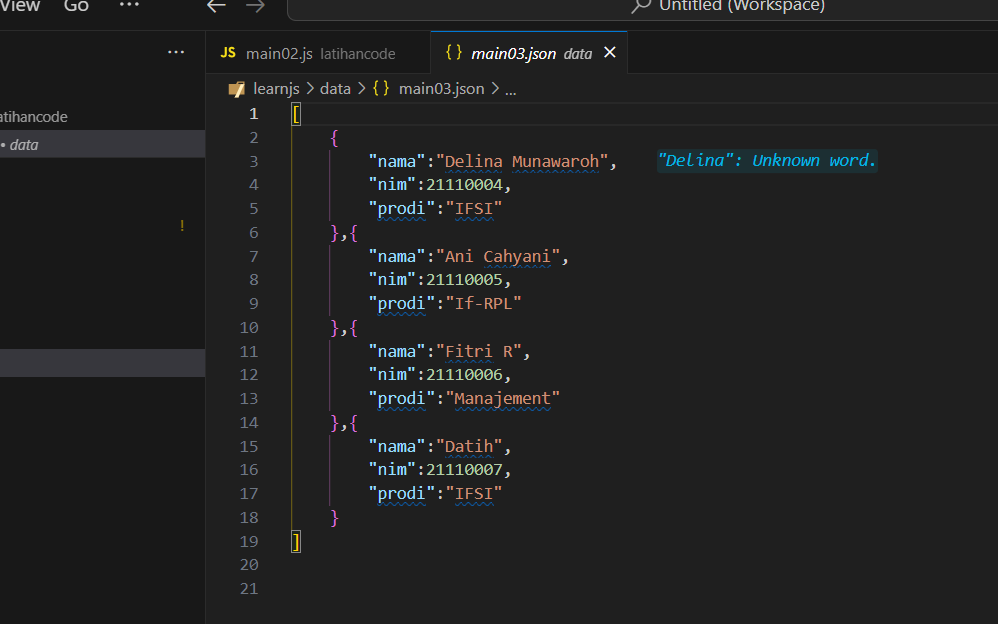 View Go ... Untitled (Workspace)
... JS main02.js latihancode {} main03.json data
learnjs > data > {} main03.json > ...
atihancode
• data
!
1 [
2 {
3 "nama":"Delina Munawaroh", "Delina": Unknown word.
4 "nim":21110004,
5 "prodi":"IFSI"
6 },{
7 "nama":"Ani Cahyani",
8 "nim":21110005,
9 "prodi":"If-RPL"
10 },{
11 "nama":"Fitri R",
12 "nim":21110006,
13 "prodi":"Manajement"
14 },{
15 "nama":"Datih",
16 "nim":21110007,
17 "prodi":"IFSI"
18 }
19 ]
20
21